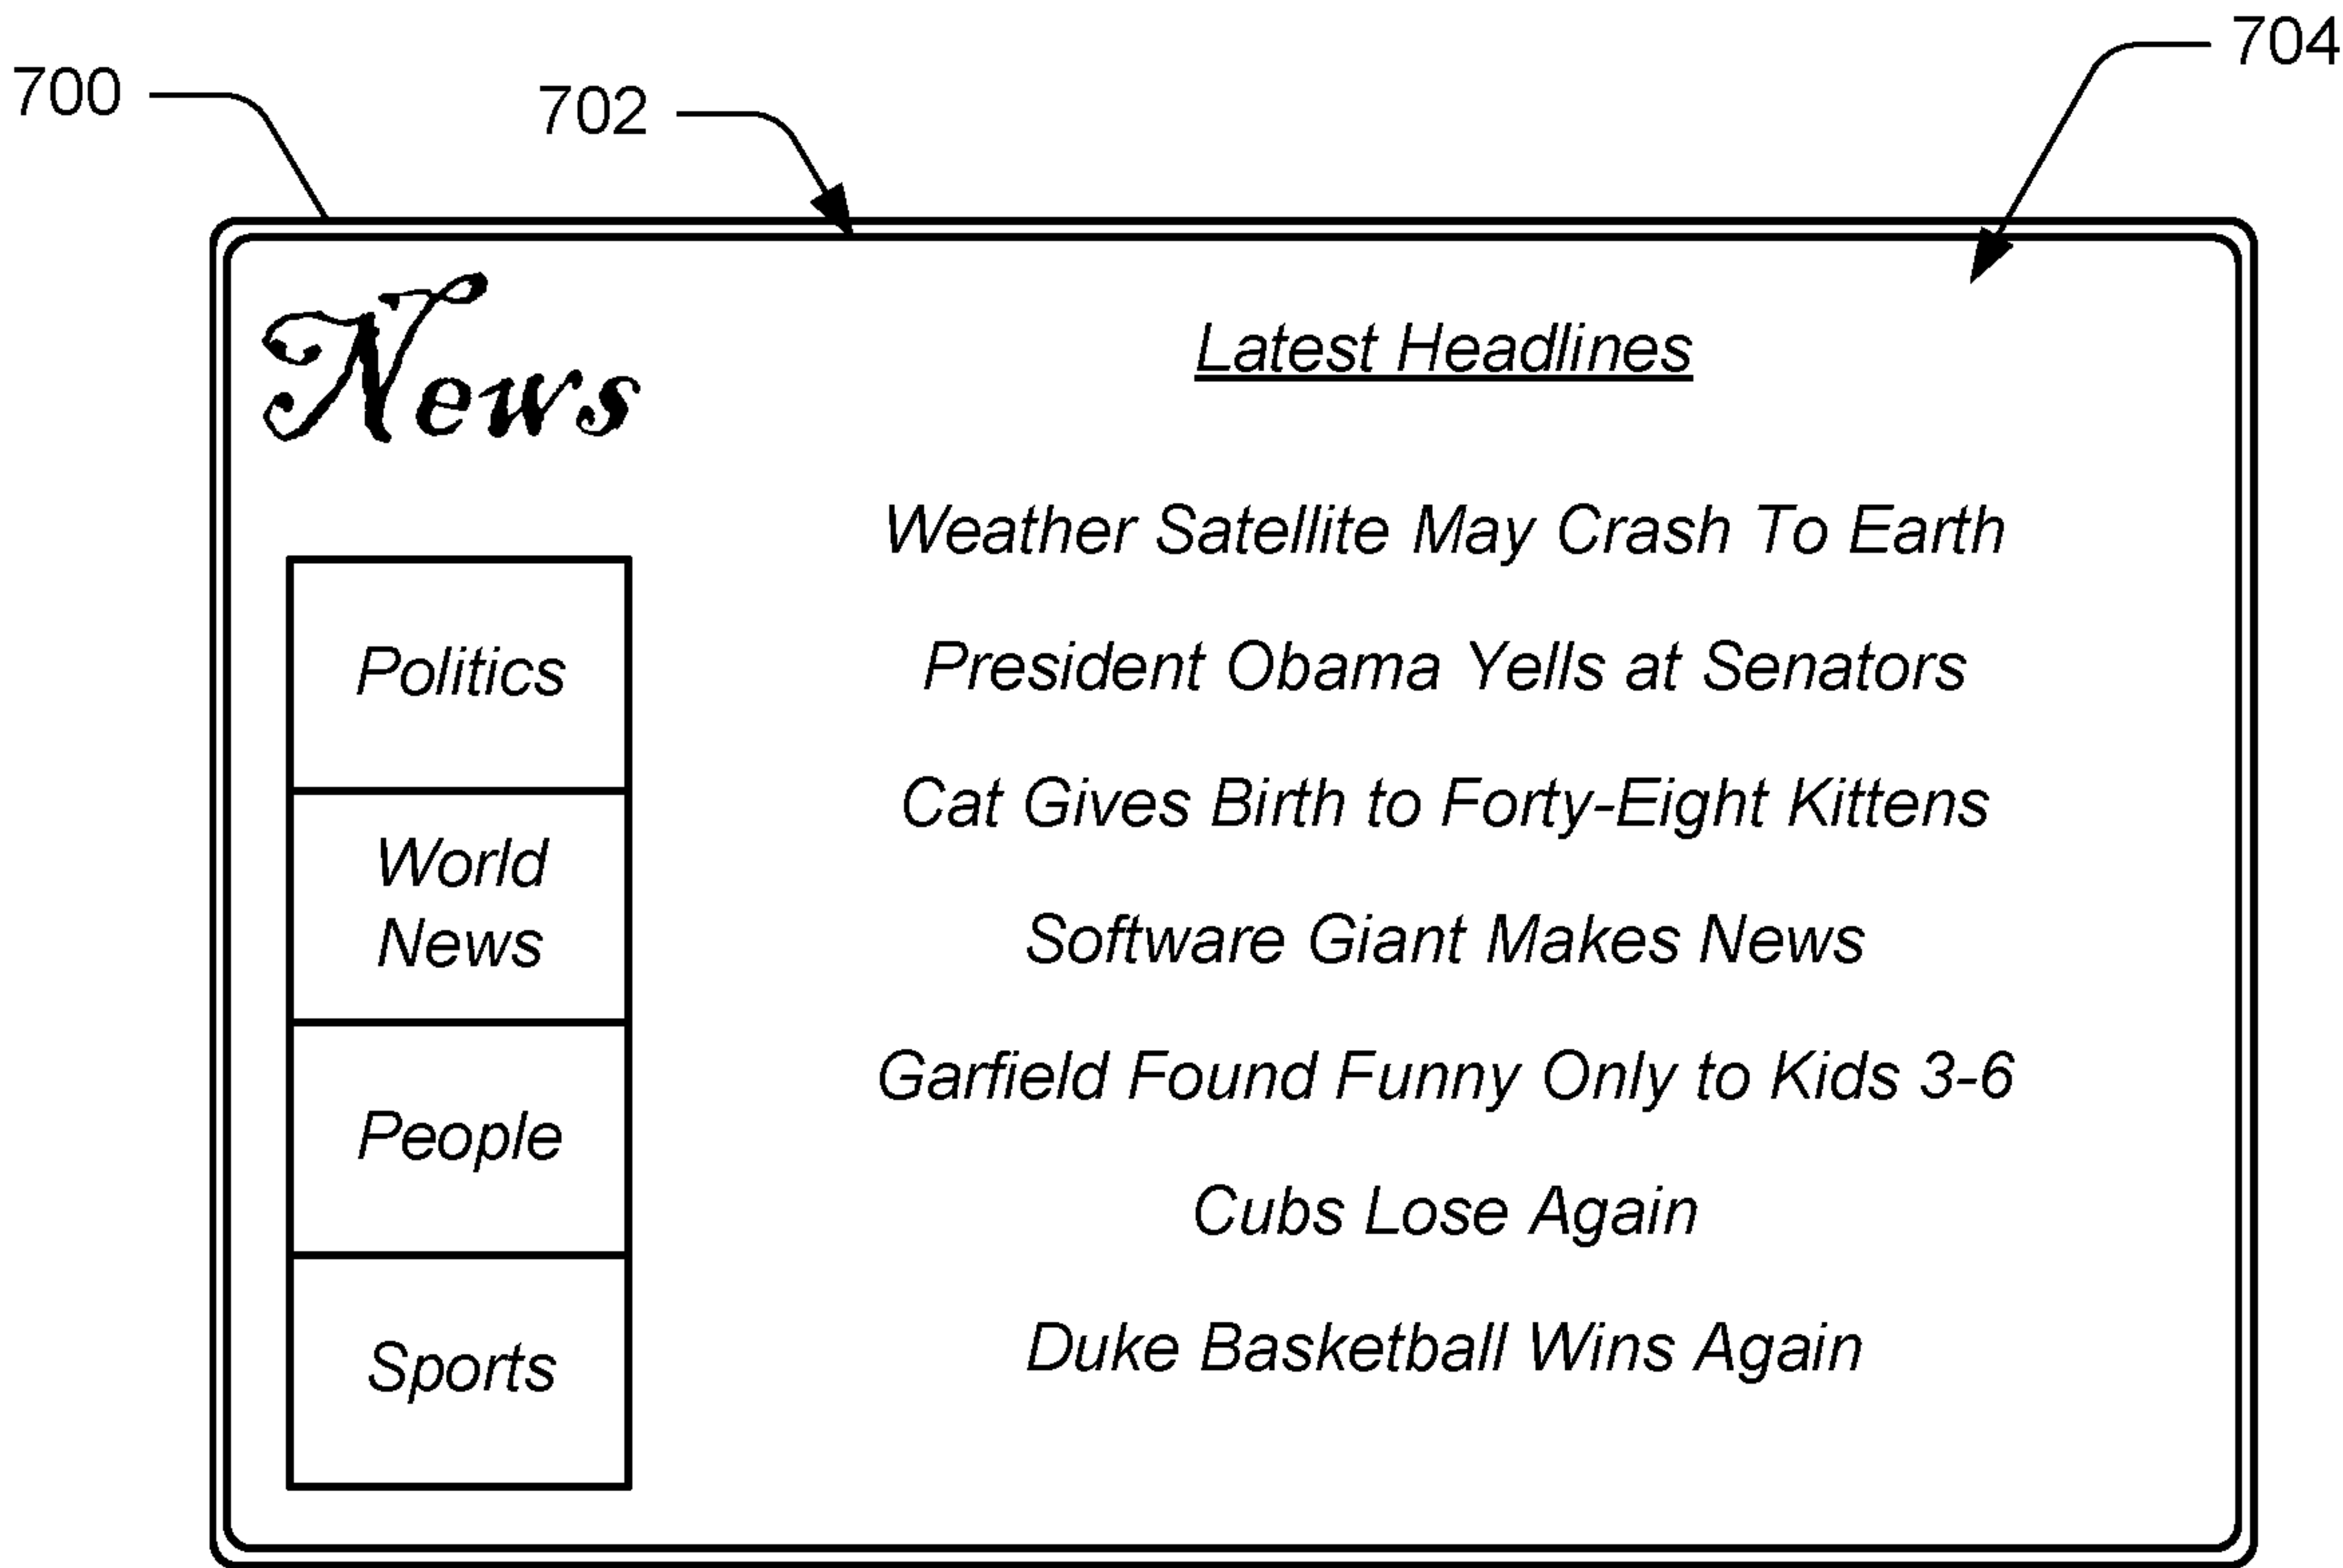 704
700
702
News
Latest Headlines
Weather Satellite May Crash To Earth
President Obama Yells at Senators
Cat Gives Birth to Forty-Eight Kittens
Software Giant Makes News
Garfield Found Funny Only to Kids 3-6
Cubs Lose Again
Duke Basketball Wins Again
Politics
World
News
People
Sports